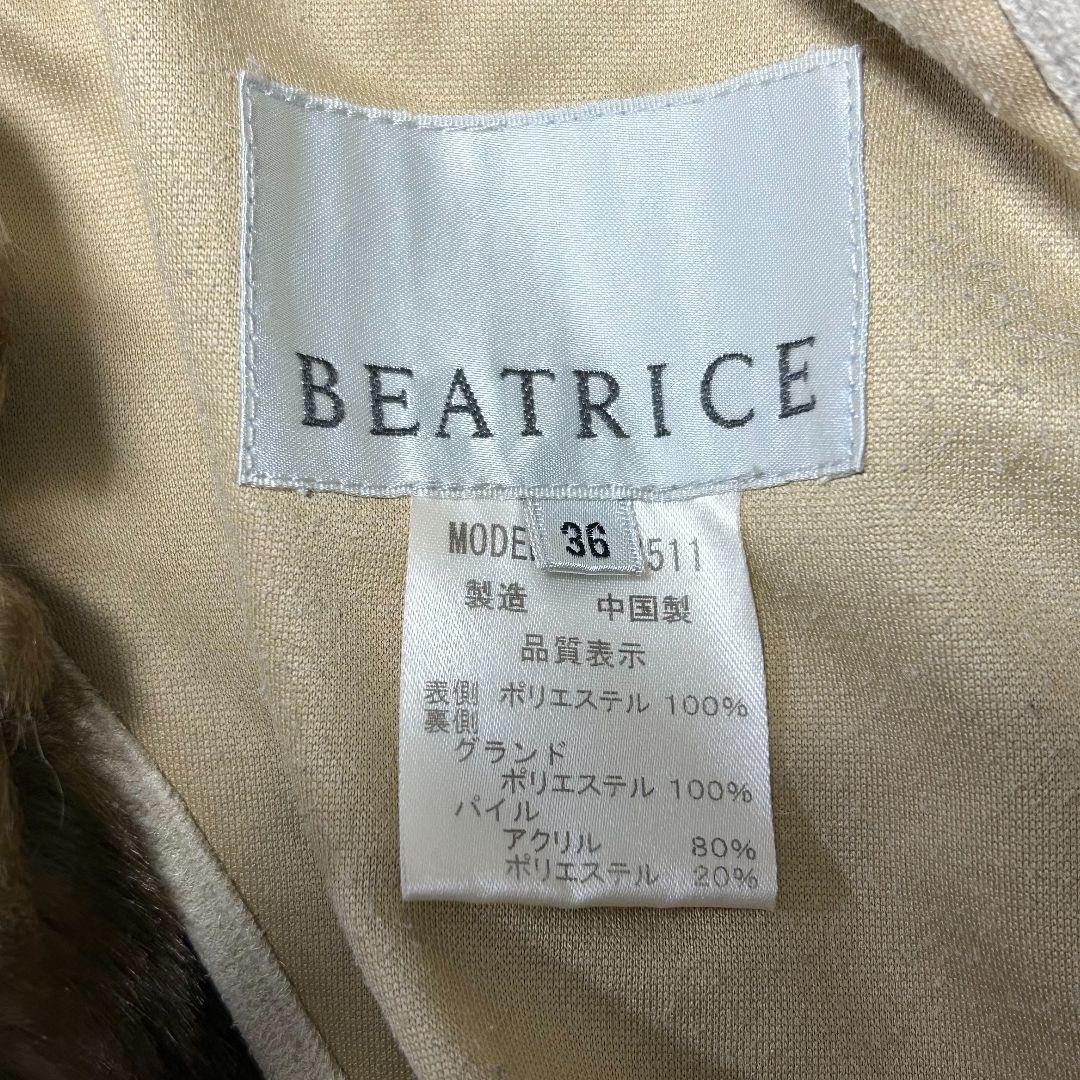 BEATRICE
36
511
製造 中国製
品質表示
表側 ポリエステル 100%
裏側
グランド
ポリエステル 100%
パイル
アクリル 80%
ポリエステル 20%